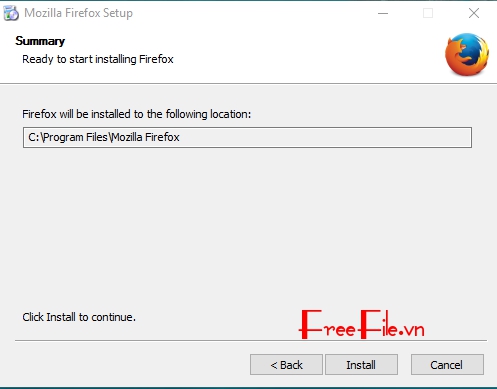 Mozilla Firefox Setup
Summary
Ready to start installing Firefox
Firefox will be installed to the following location:
C:\Program Files\Mozilla Firefox
Click Install to continue.
FreeFile.vn
< Back
Install
Cancel